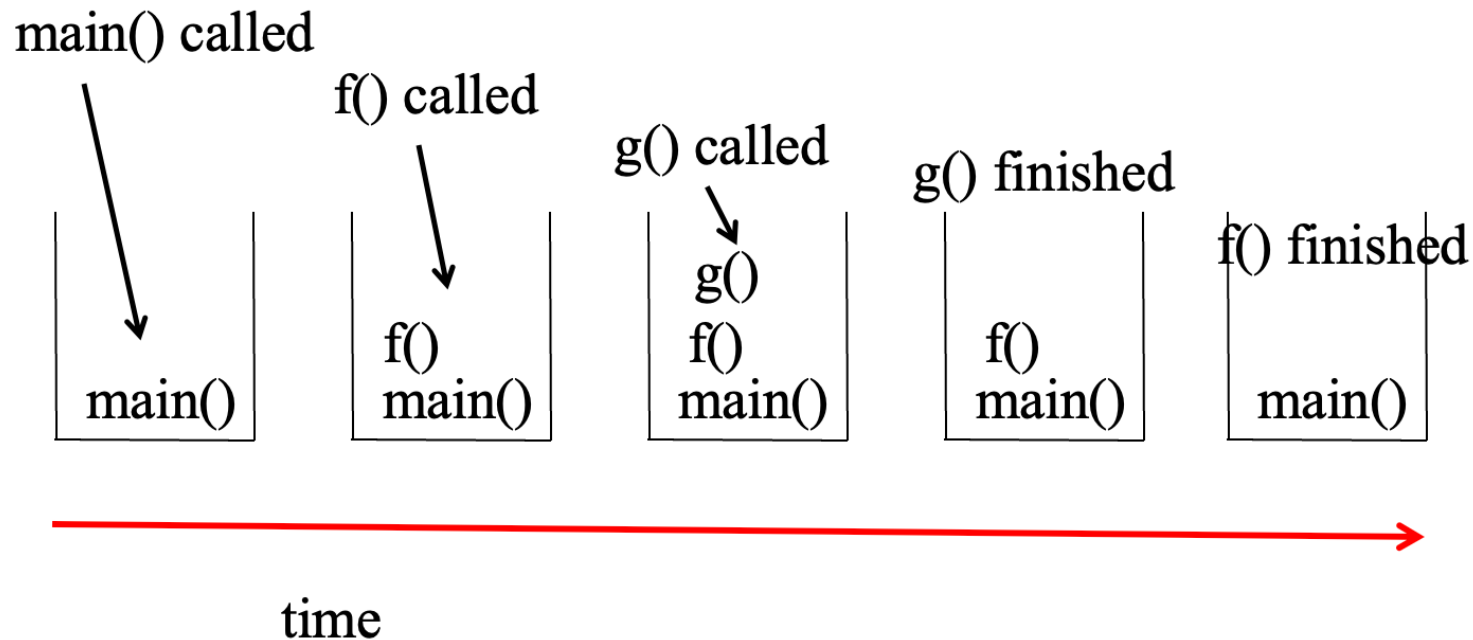 main() called
f() called
g() called
g() finished
f() finished
g()
f()
f()
f()
main()
main()
main()
main()
main()
time